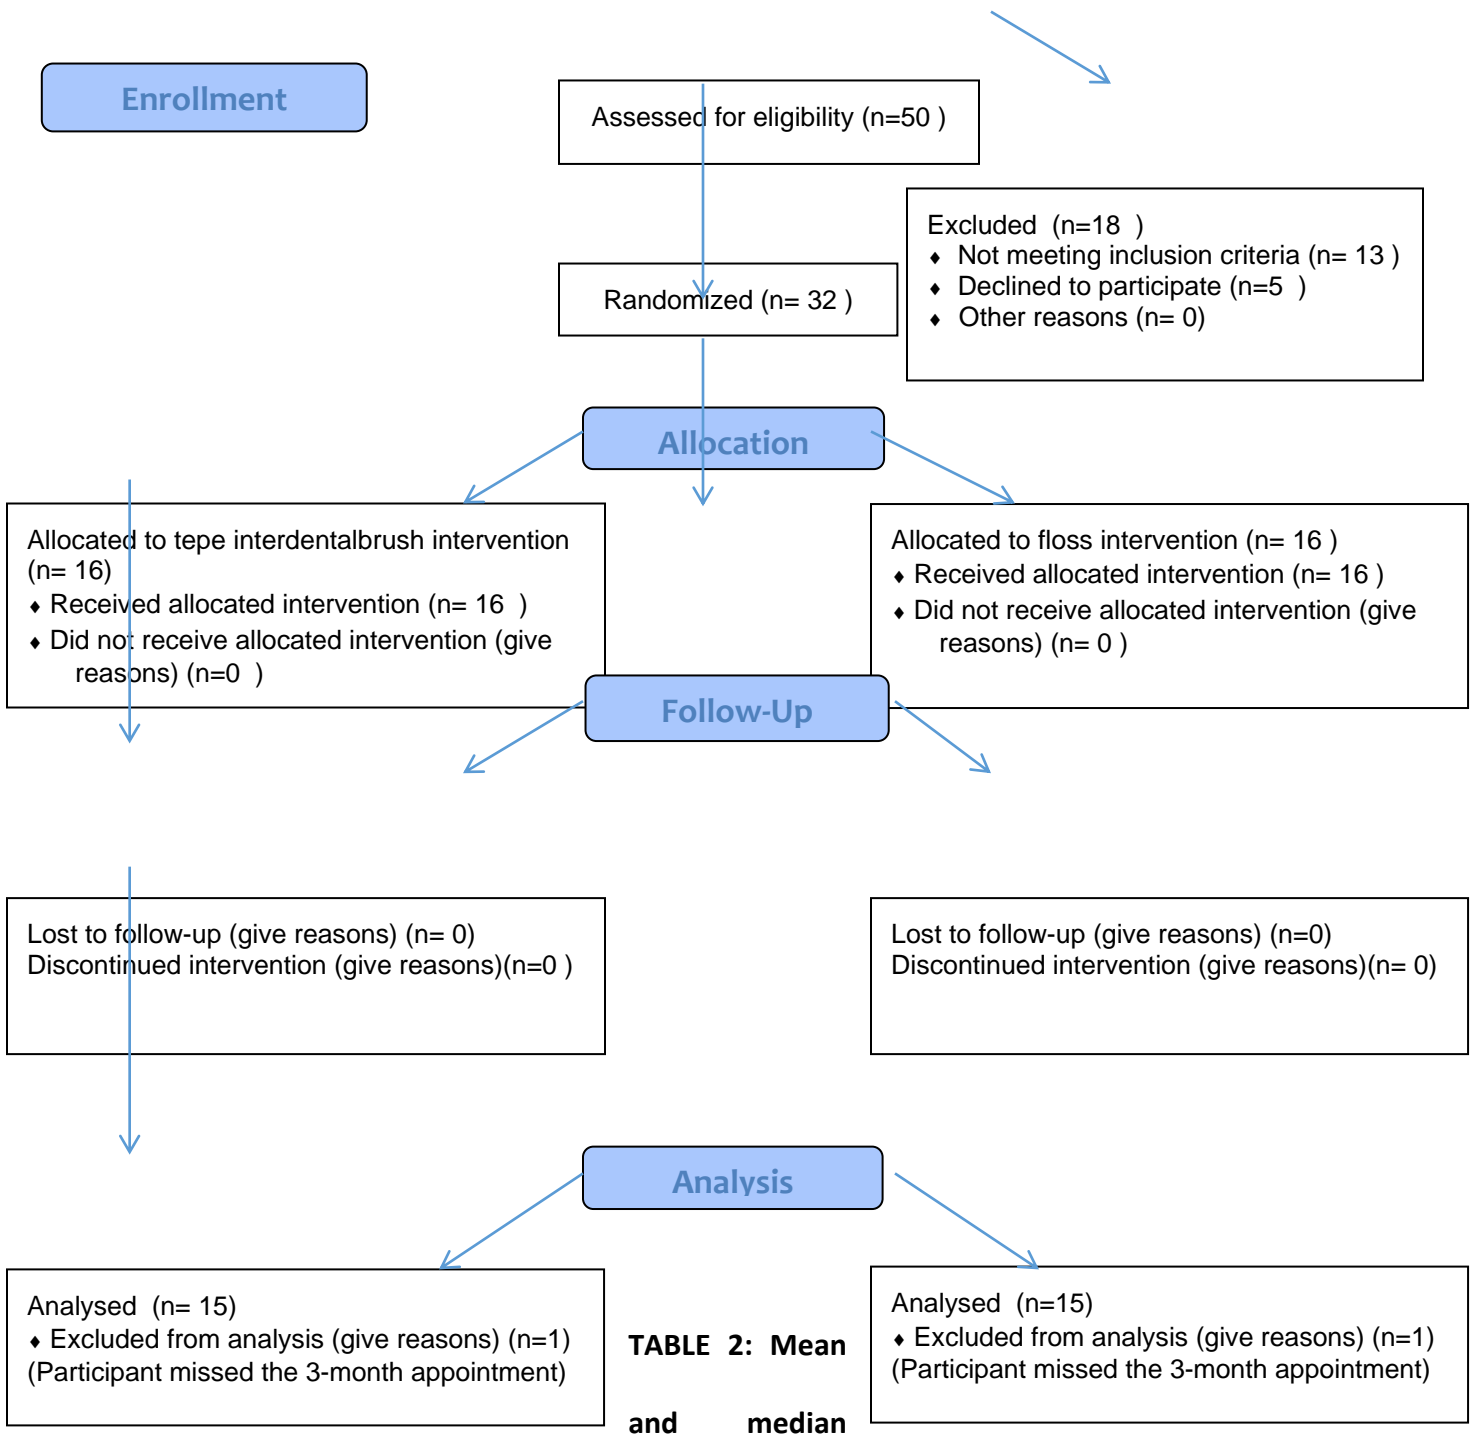 Enrollment
Assessed for eligibility (n=50 )
Excluded (n=18 )
♦ Not meeting inclusion criteria (n= 13 )
♦ Declined to participate (n=5 )
♦ Other reasons (n= 0)
Randomized (n= 32 )
Allocation
Allocated to tepe interdentalbrush intervention
(n= 16)
♦ Received allocated intervention (n= 16 )
♦ Did not receive allocated intervention (give
reasons) (n=0 )
Allocated to floss intervention (n= 16 )
♦ Received allocated intervention (n= 16 )
♦ Did not receive allocated intervention (give
reasons) (n= 0 )
Follow-Up
Lost to follow-up (give reasons) (n= 0)
Discontinued intervention (give reasons)(n=0 )
Lost to follow-up (give reasons) (n=0)
Discontinued intervention (give reasons)(n= 0)
Analysis
Analysed (n= 15)
♦ Excluded from analysis (give reasons) (n=1)
(Participant missed the 3-month appointment)
TABLE 2: Mean
and median
Analysed (n=15)
♦ Excluded from analysis (give reasons) (n=1)
(Participant missed the 3-month appointment)